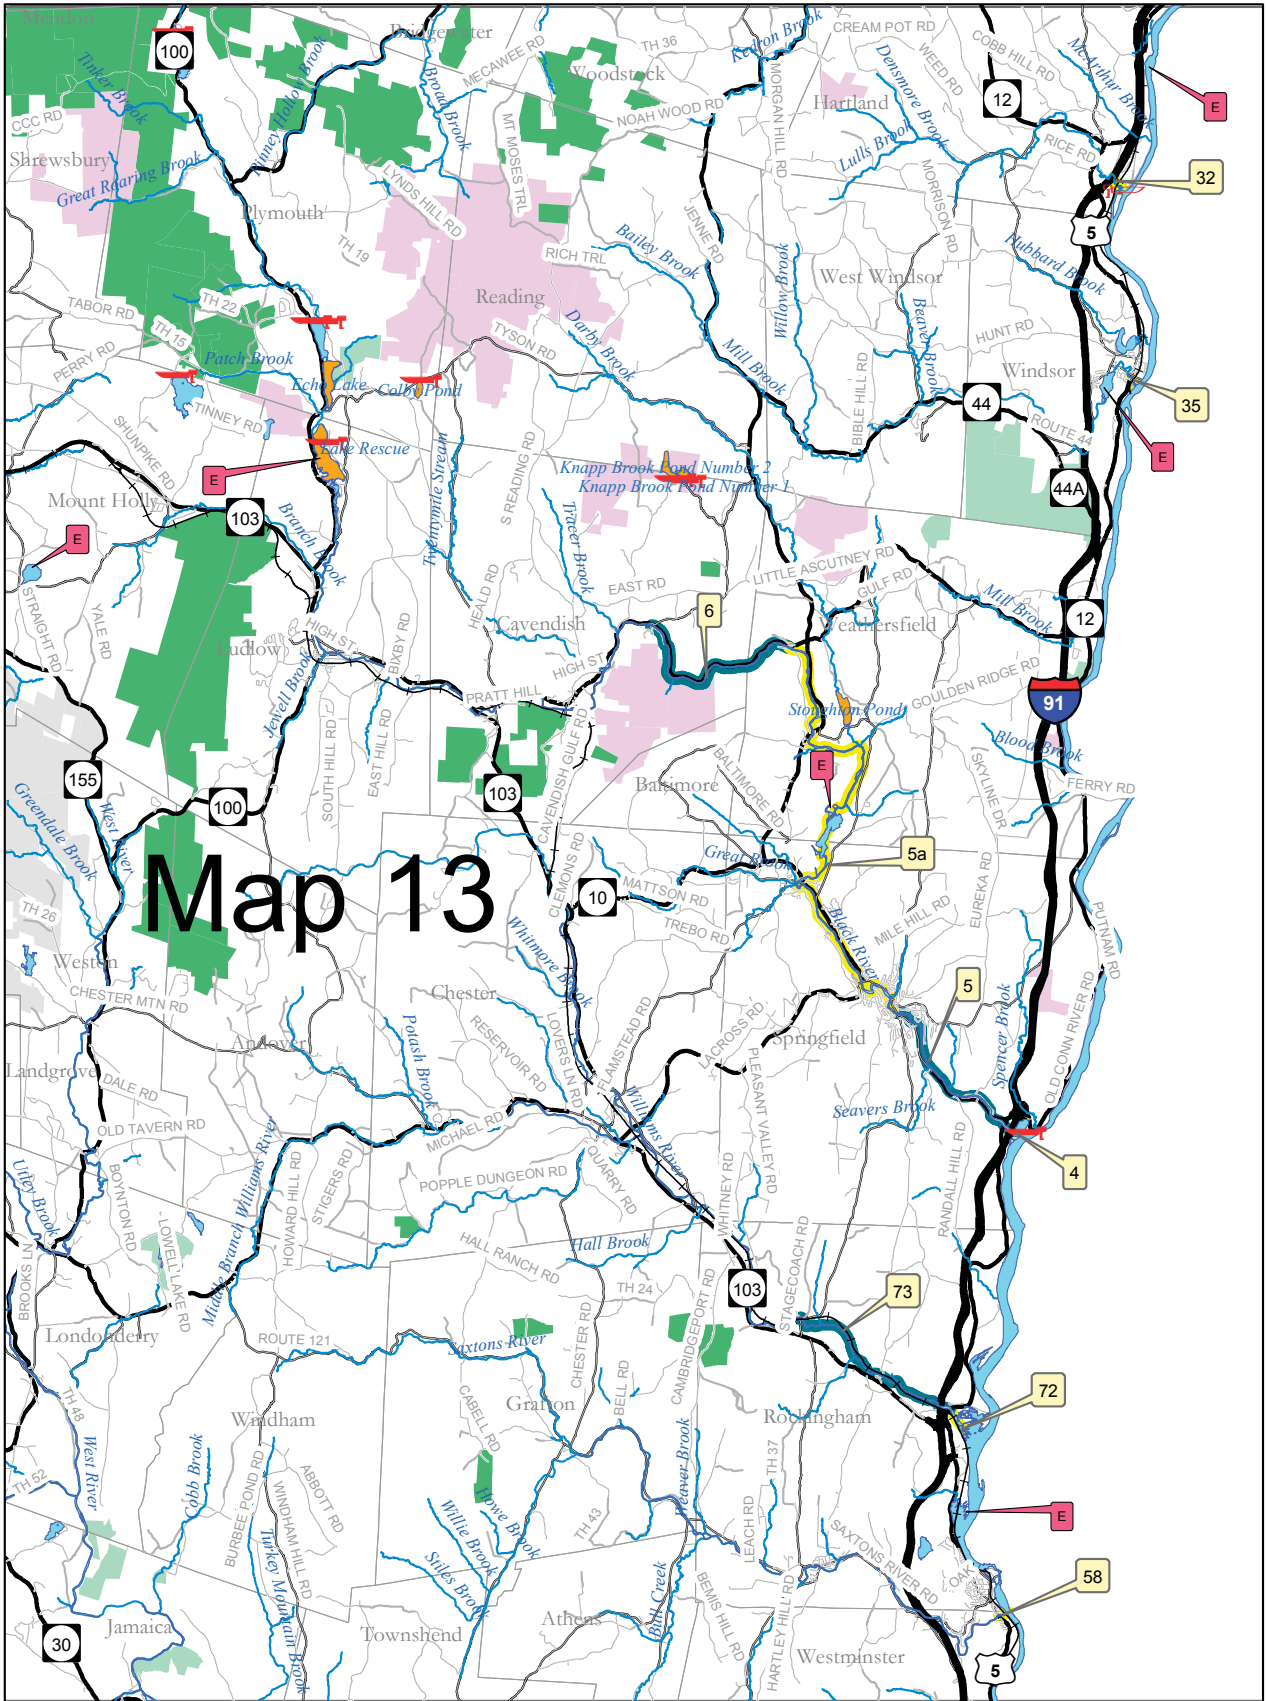 Mendon
Bridgewater
CREAM POT RD
TH 36
Kedron Brook
COBB HILL RD
100
MECAWEE RD
WEED RD
McArthur Brook
Tinker Brook
Pinney Hollow Brook
Broad Brook
Woodstock
MORGAN HILL RD
Densmore Brook
Hartland
12
E
CCC RD
MT MOSES TRL
NOAH WOOD RD
Lulls Brook
RICE RD
Shrewsbury
Great Roaring Brook
LYNDS HILL RD
MORRISON RD
32
Plymouth
JENNE RD
5
TH 19
RICH TRL
Bailey Brook
Willow Brook
Hubbard Brook
West Windsor
TABOR RD
TH 22
Reading
Beaver Brook
TH 15
TYSON RD
Darby Brook
HUNT RD
PERRY RD
Patch Brook
Mill Brook
Echo Lake
Colby Pond
Windsor
TINNEY RD
BIBLE HILL RD
44
35
SHUNPIKE RD
Lake Rescue
ROUTE 44
E
Twentymile Stream
S READING RD
Knapp Brook Pond Number 2
Knapp Brook Pond Number 1
E
44A
Mount Holly
103
Branch Brook
Tracer Brook
E
LITTLE ASCUTNEY RD
STRAIGHT RD
YALE RD
HEALD RD
EAST RD
GULF RD
Mill Brook
6
12
HIGH ST
Cavendish
Weathersfield
Ludlow
BIXBY RD
HIGH ST
GOULDEN RIDGE RD
Jewell Brook
PRATT HILL
91
Stoughton Pond
SOUTH HILL RD
EAST HILL RD
CAVENDISH GULF RD
BALTIMORE RD
Blood Brook
155
E
SKYLINE DR
Greendale Brook
West River
100
103
Baltimore
FERRY RD
Map 13
Great Brook
5a
CLEMONS RD
10
MATTSON RD
EUREKA RD
TH 26
TREBO RD
Black River
MILE HILL RD
PUTNAM RD
Whitmore Brook
Weston
CHESTER MTN RD
Chester
5
Spencer Brook
OLD CONN RIVER RD
Potash Brook
RESERVOIR RD
LOVERS LN RD
FLAMSTEAD RD
LACROSS RD
Springfield
Andover
Landgrove
DALE RD
PLEASANT VALLEY RD
Seavers Brook
OLD TAVERN RD
MICHAEL RD
Williams River
RANDALL HILL RD
4
Utley Brook
BOYNTON RD
Middle Branch Williams River
HOWARD HILL RD
STIGERS RD
POPPLE DUNGEON RD
QUARRY RD
WHITNEY RD
BROOKS LN
LOWELL LAKE RD
HALL RANCH RD
Hall Brook
STAGECOACH RD
TH 24
103
73
CAMBRIDGEPORT RD
Londonderry
ROUTE 121
Saxtons River
CHESTER RD
BELL RD
TH 48
CABELL RD
Grafton
72
Windham
Rockingham
West River
Cobb Brook
BURBEE POND RD
ABBOTT RD
Weaver Brook
TH 37
TH 52
WINDHAM HILL RD
Howe Brook
Willie Brook
TH 43
LEACH RD
E
Turkey Mountain Brook
Stiles Brook
SAXTONS RIVER RD
OAK
58
BEMIS HILL RD
HARTLEY HILL RD
Athens
Bull Creek
Jamaica
Townshend
30
Westminster
5